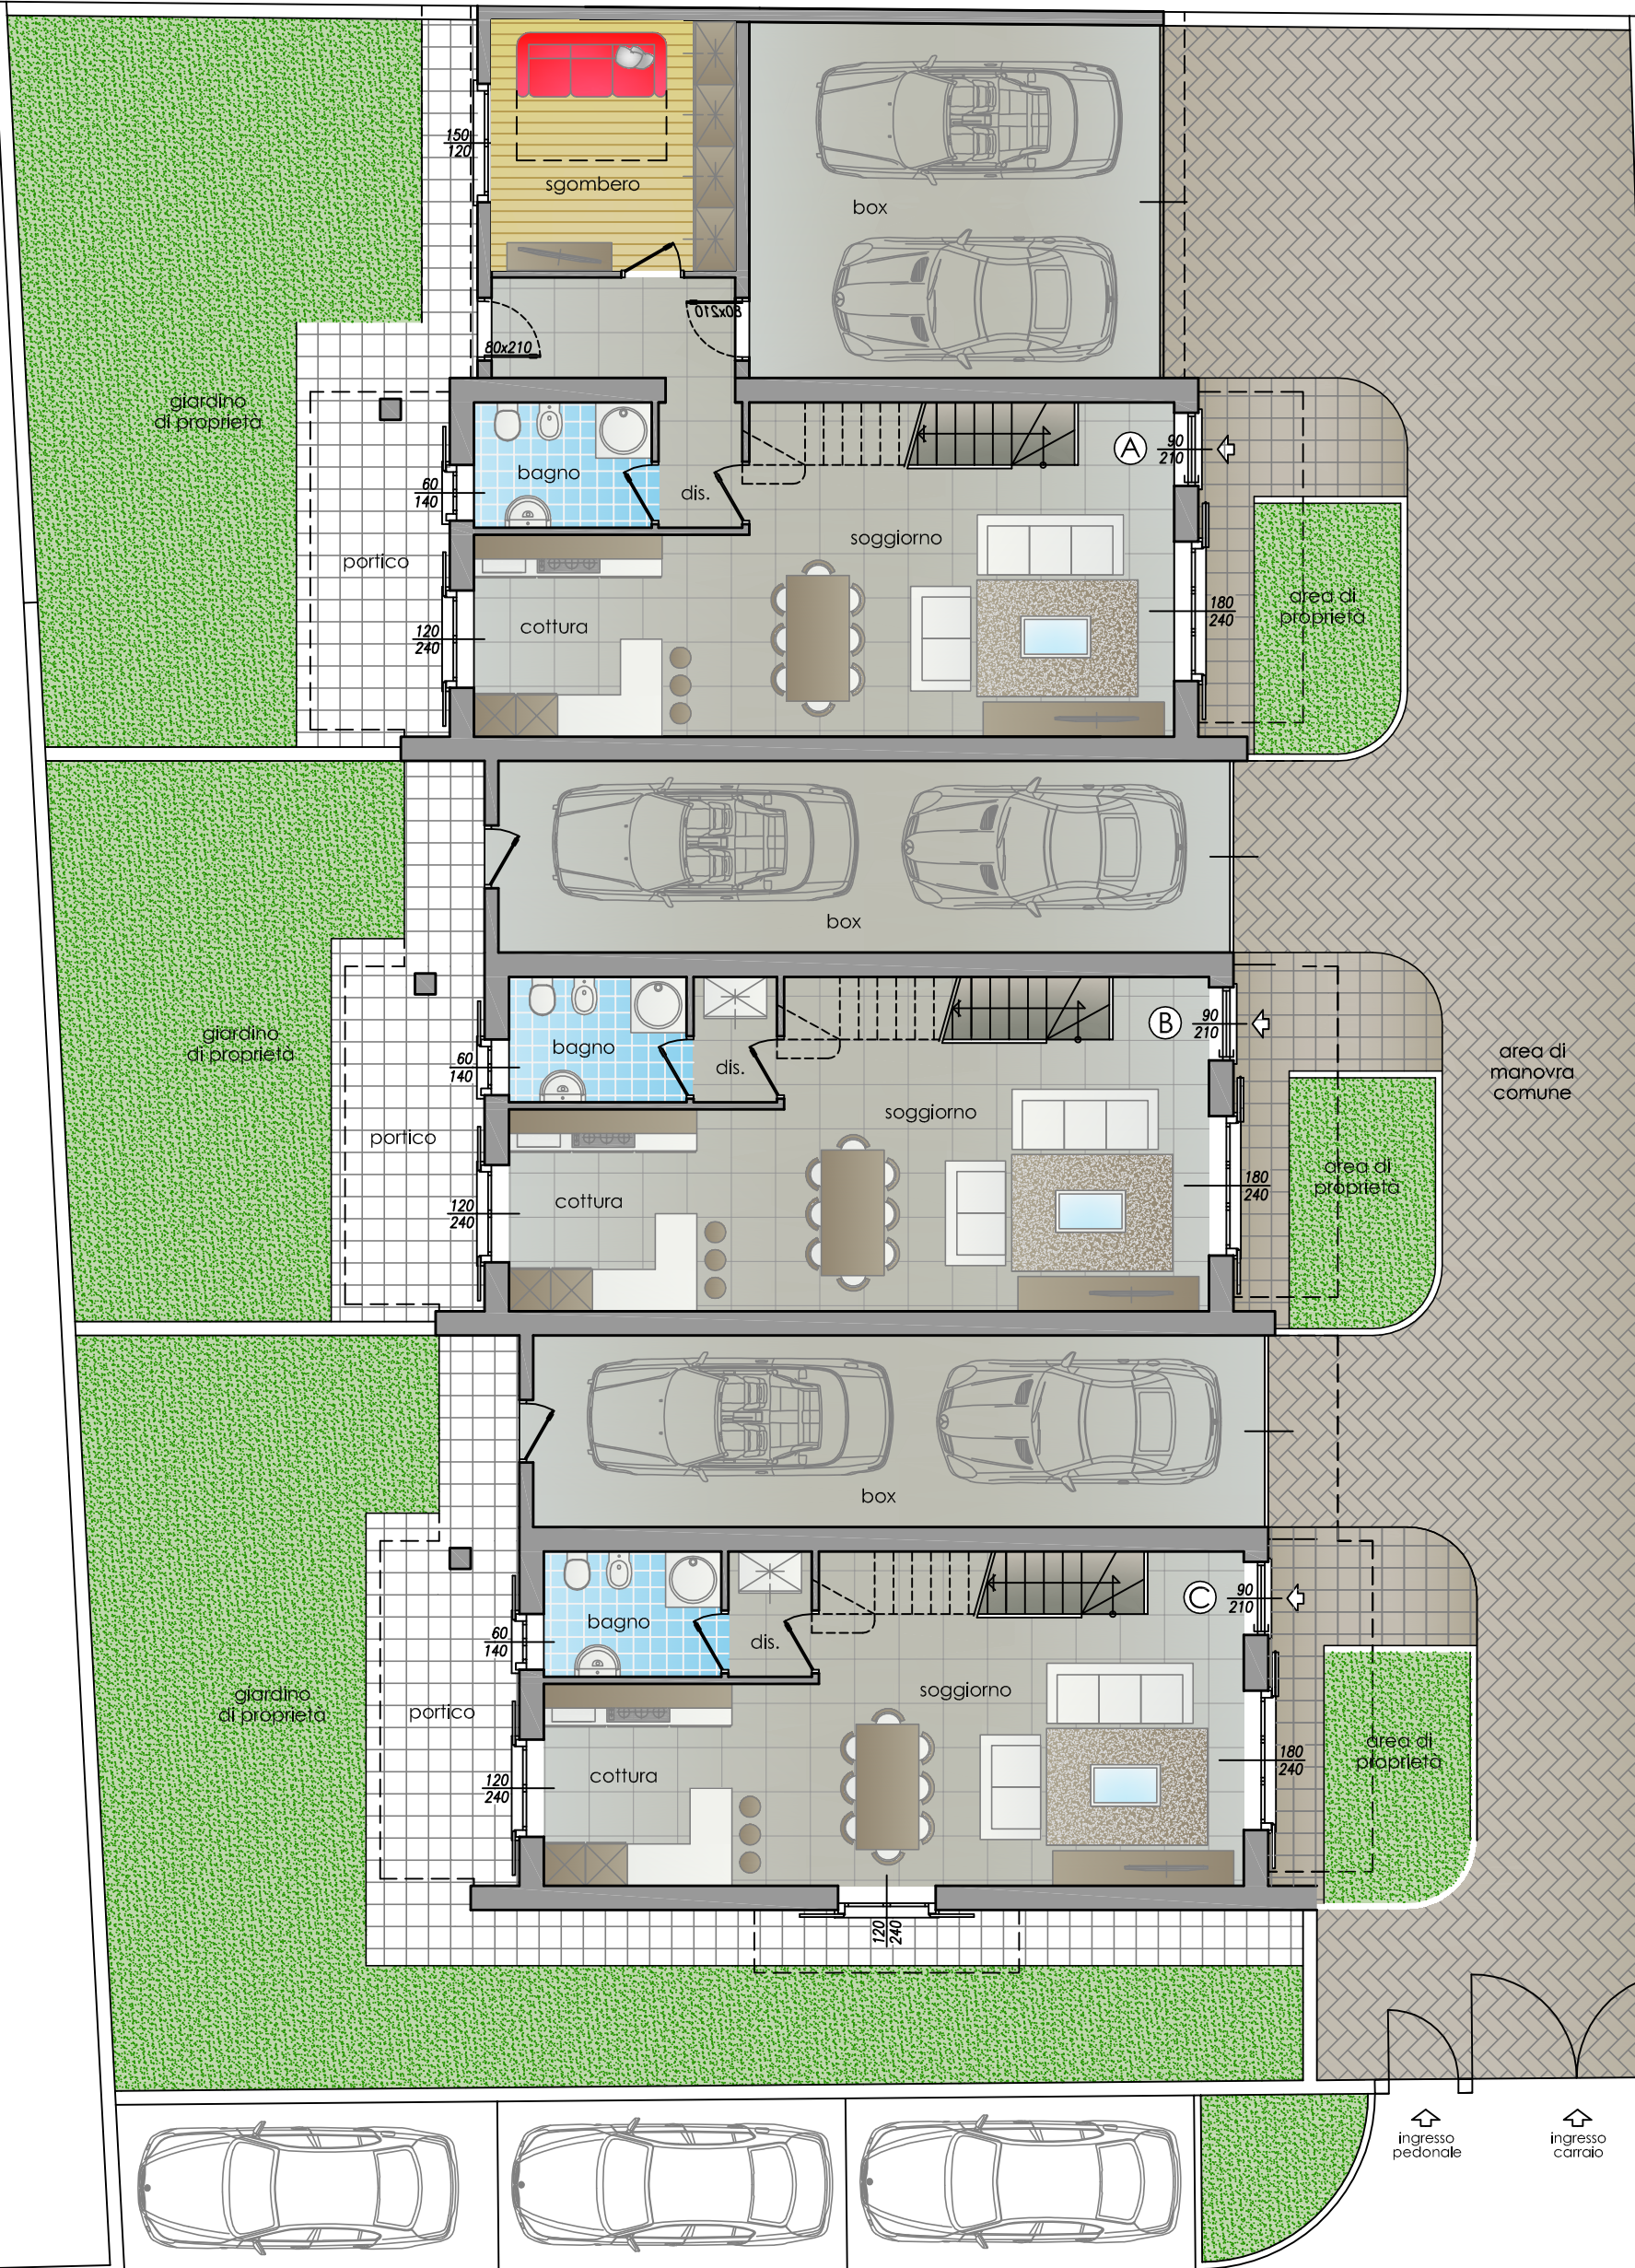 150
120
sgombero
box
80x210
80x210
giardino
di proprietà
bagno
dis.
A
90
210
60
140
portico
soggiorno
cottura
120
240
180
240
area di
proprietà
box
giardino
di proprietà
bagno
dis.
B
90
210
60
140
portico
soggiorno
cottura
120
240
180
240
area di
proprietà
area di
manovra
comune
box
giardino
di proprietà
bagno
dis.
C
90
210
60
140
portico
soggiorno
cottura
120
240
180
240
area di
proprietà
120
240
ingresso
pedonale
ingresso
carraio